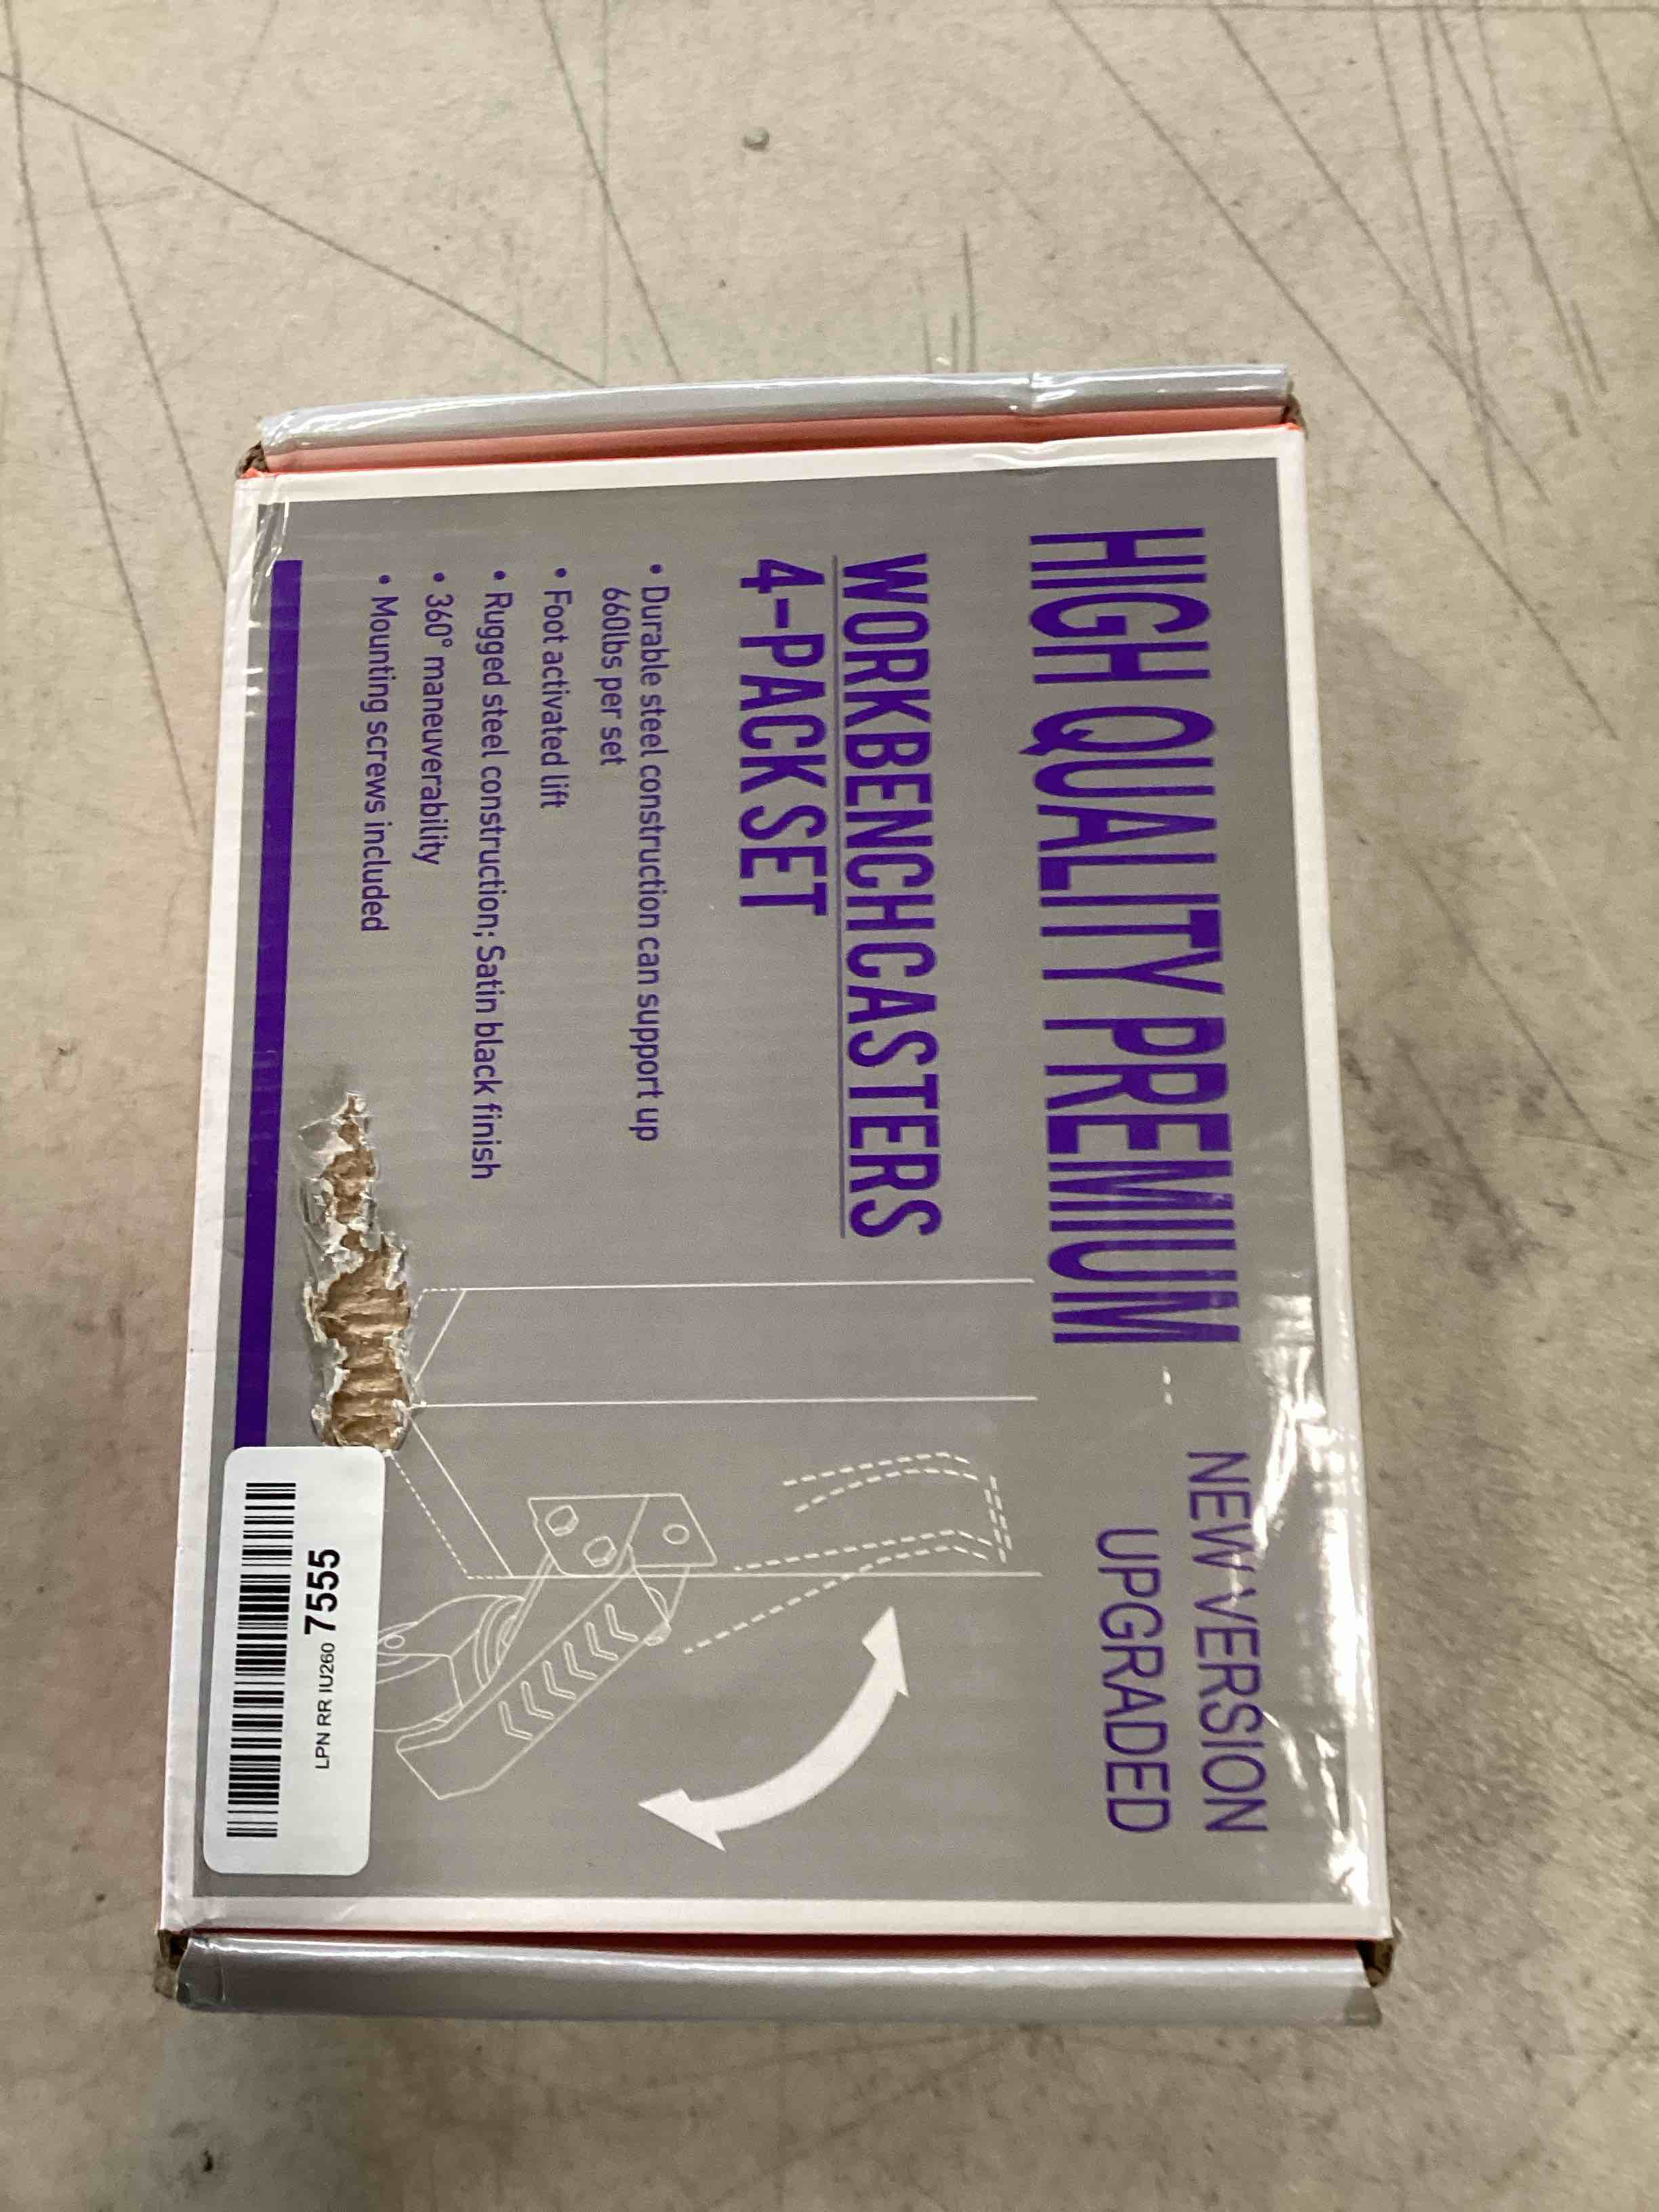 HIGH QUALITY PREMIUM
NEW VERSION
UPGRADED
WORKBENCHCASTERS
4-PACK SET
• Durable steel construction can support up
660lbs per set
• Foot activated lift
• Rugged steel construction; Satin black finish
• 360° maneuverability
• Mounting screws included
LPN RR IU260 7555